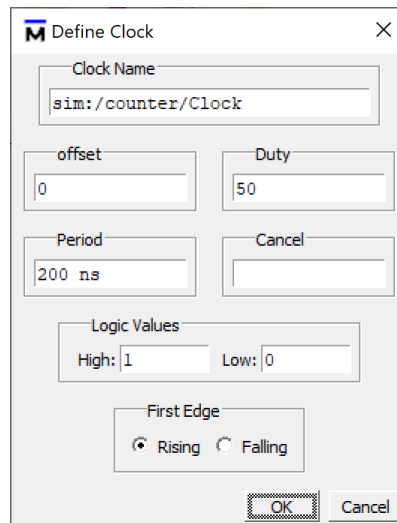 Define Clock
Clock Name
sim:/counter/Clock
offset
Duty
0
50
Period
Cancel
200 ns
Logic Values
High: 1 Low: 0
First Edge
Rising Falling
OK Cancel